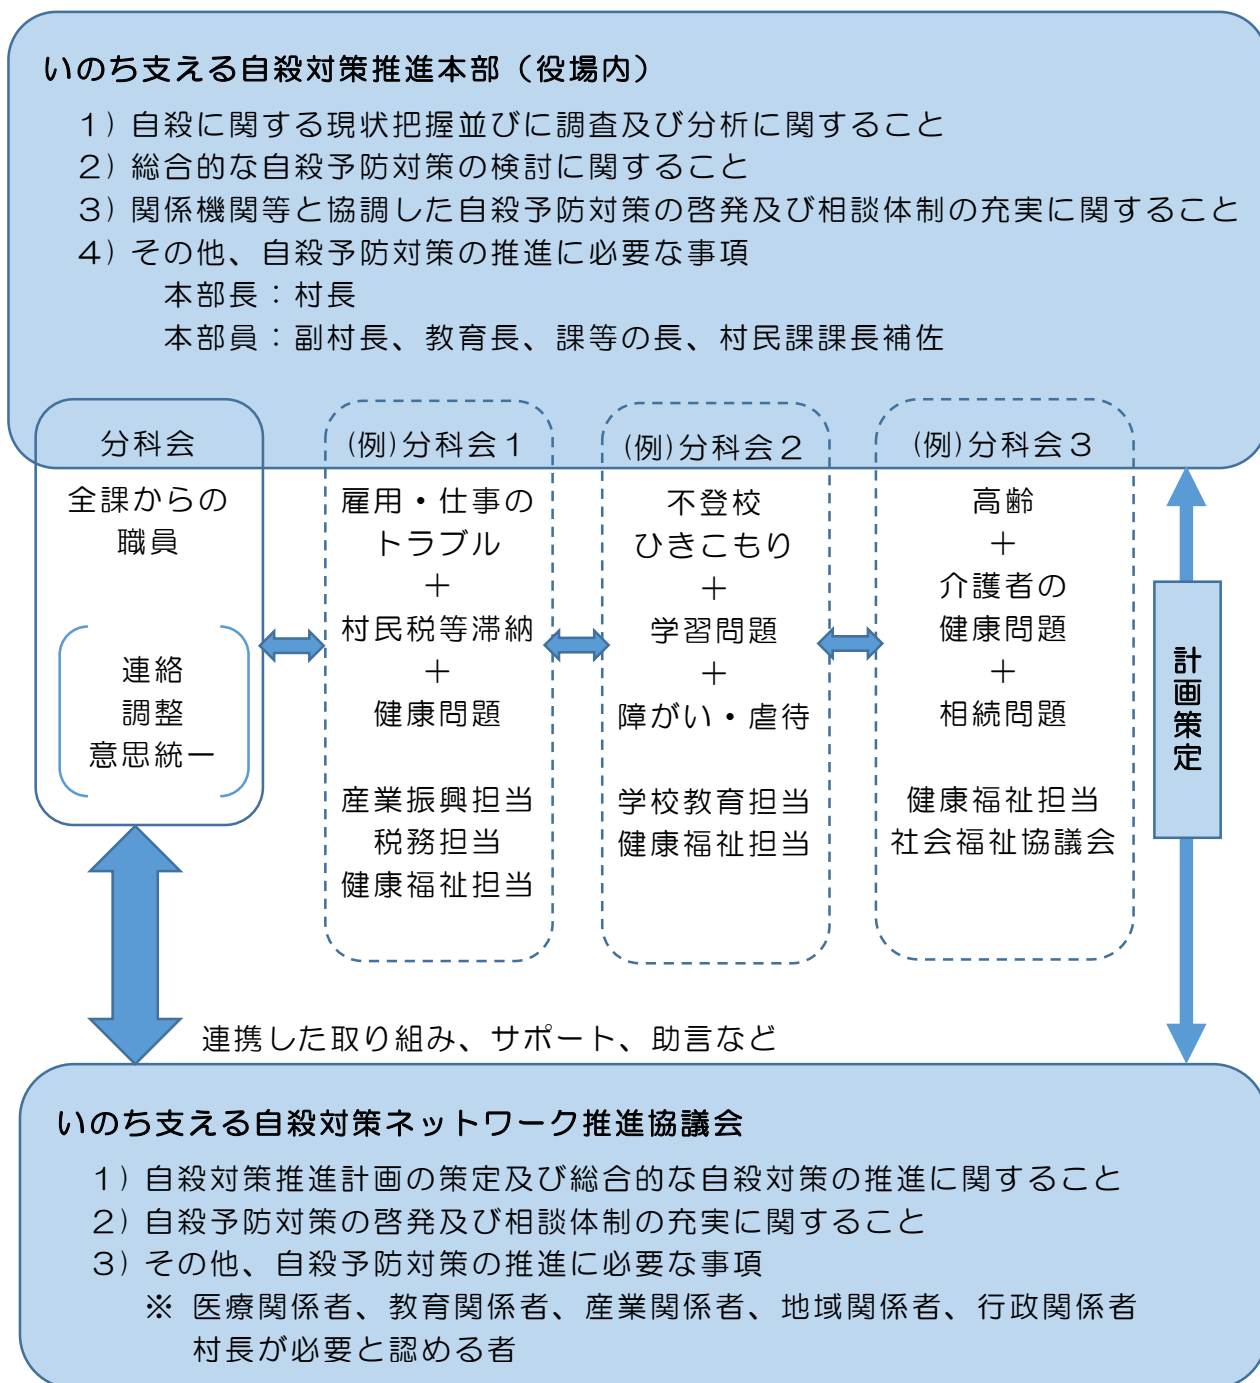 いのち支える自殺対策推進本部（役場内）
１）自殺に関する現状把握並びに調査及び分析に関すること
２）総合的な自殺予防対策の検討に関すること
３）関係機関等と協調した自殺予防対策の啓発及び相談体制の充実に関すること
４）その他、自殺予防対策の推進に必要な事項
本部長：村長
本部員：副村長、教育長、課等の長、村民課課長補佐
分科会
全課からの
職員
連絡
調整
意思統一
(例)分科会１
雇用・仕事の
トラブル
＋
村民税等滞納
＋
健康問題
産業振興担当
税務担当
健康福祉担当
(例)分科会２
不登校
ひきこもり
＋
学習問題
＋
障がい・虐待
学校教育担当
健康福祉担当
(例)分科会３
高齢
＋
介護者の
健康問題
＋
相続問題
健康福祉担当
社会福祉協議会
計画策定
連携した取り組み、サポート、助言など
いのち支える自殺対策ネットワーク推進協議会
１）自殺対策推進計画の策定及び総合的な自殺対策の推進に関すること
２）自殺予防対策の啓発及び相談体制の充実に関すること
３）その他、自殺予防対策の推進に必要な事項
※ 医療関係者、教育関係者、産業関係者、地域関係者、行政関係者
村長が必要と認める者